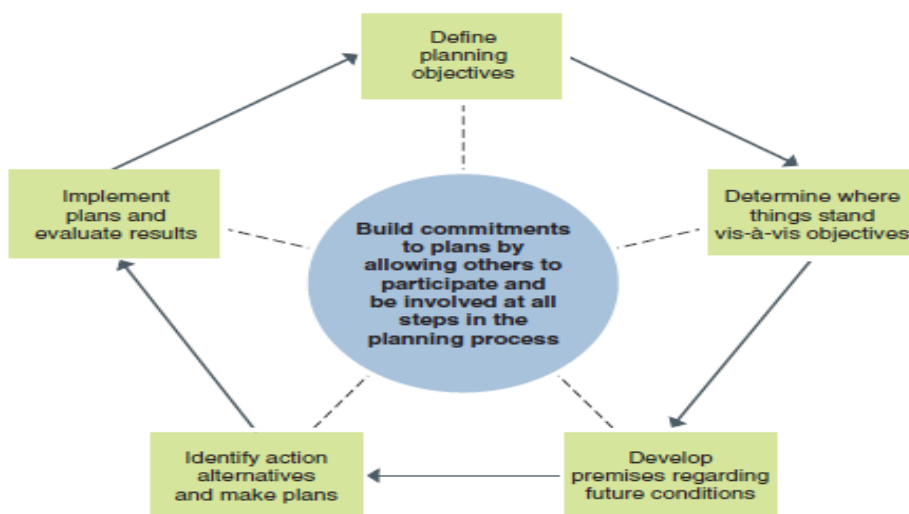 Define
planning
objectives
Determine where
things stand
vis-à-vis objectives
Develop
premises regarding
future conditions
Identify action
alternatives
and make plans
Implement
plans and
evaluate results
Build commitments
to plans by
allowing others to
participate and
be involved at all
steps in the
planning process